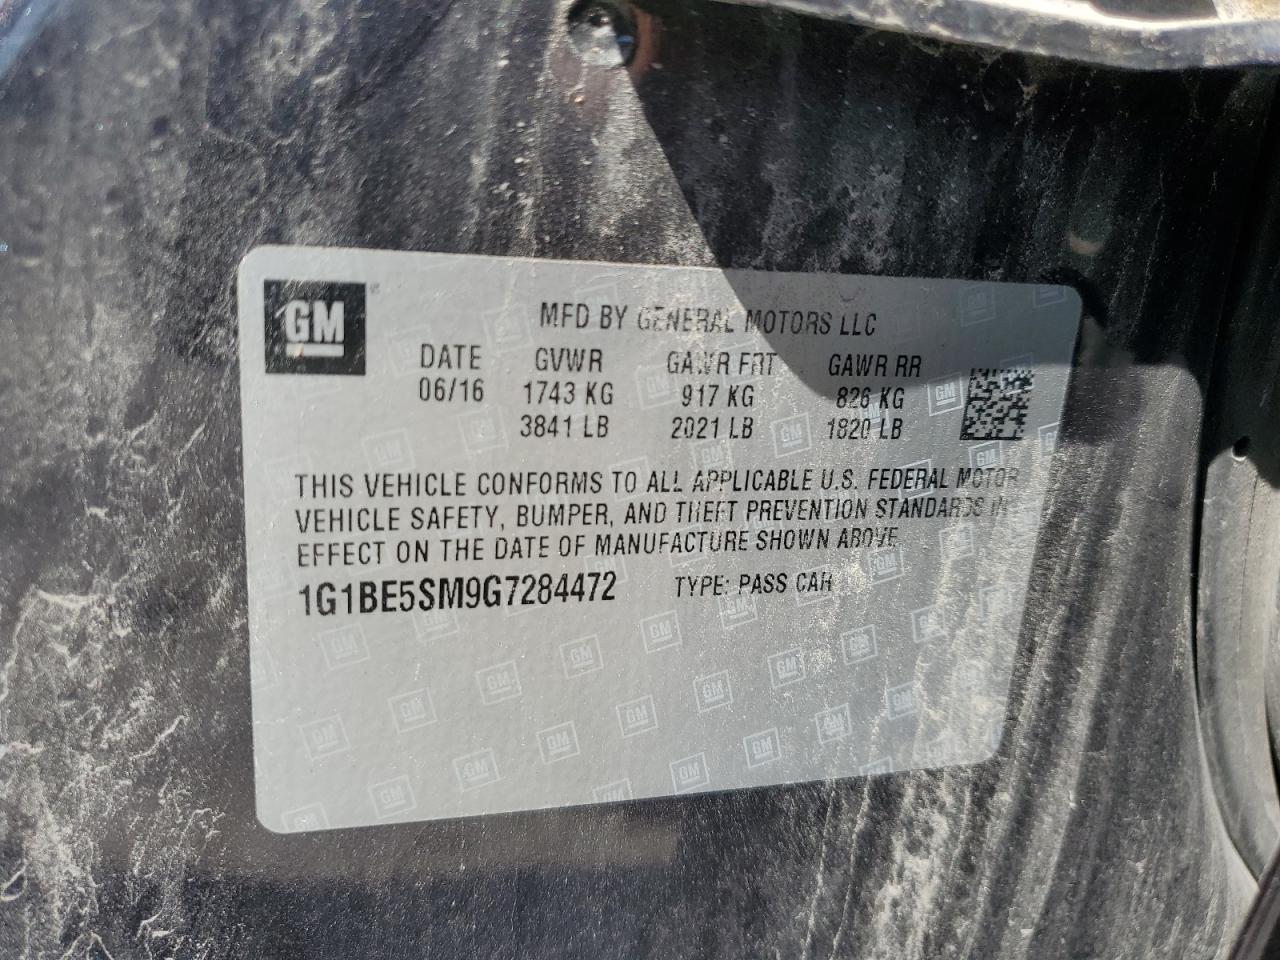 GM
MFD BY GENERAL MOTORS LLC
DATE GVWR GAWR FRT GAWR RR
06/16 1743 KG 917 KG 826 KG
3841 LB 2021 LB 1820 LB
THIS VEHICLE CONFORMS TO ALL APPLICABLE U.S. FEDERAL MOTOR
VEHICLE SAFETY, BUMPER, AND THEFT PREVENTION STANDARDS IN
EFFECT ON THE DATE OF MANUFACTURE SHOWN ABOVE
1G1BE5SM9G7284472 TYPE: PASS CAR